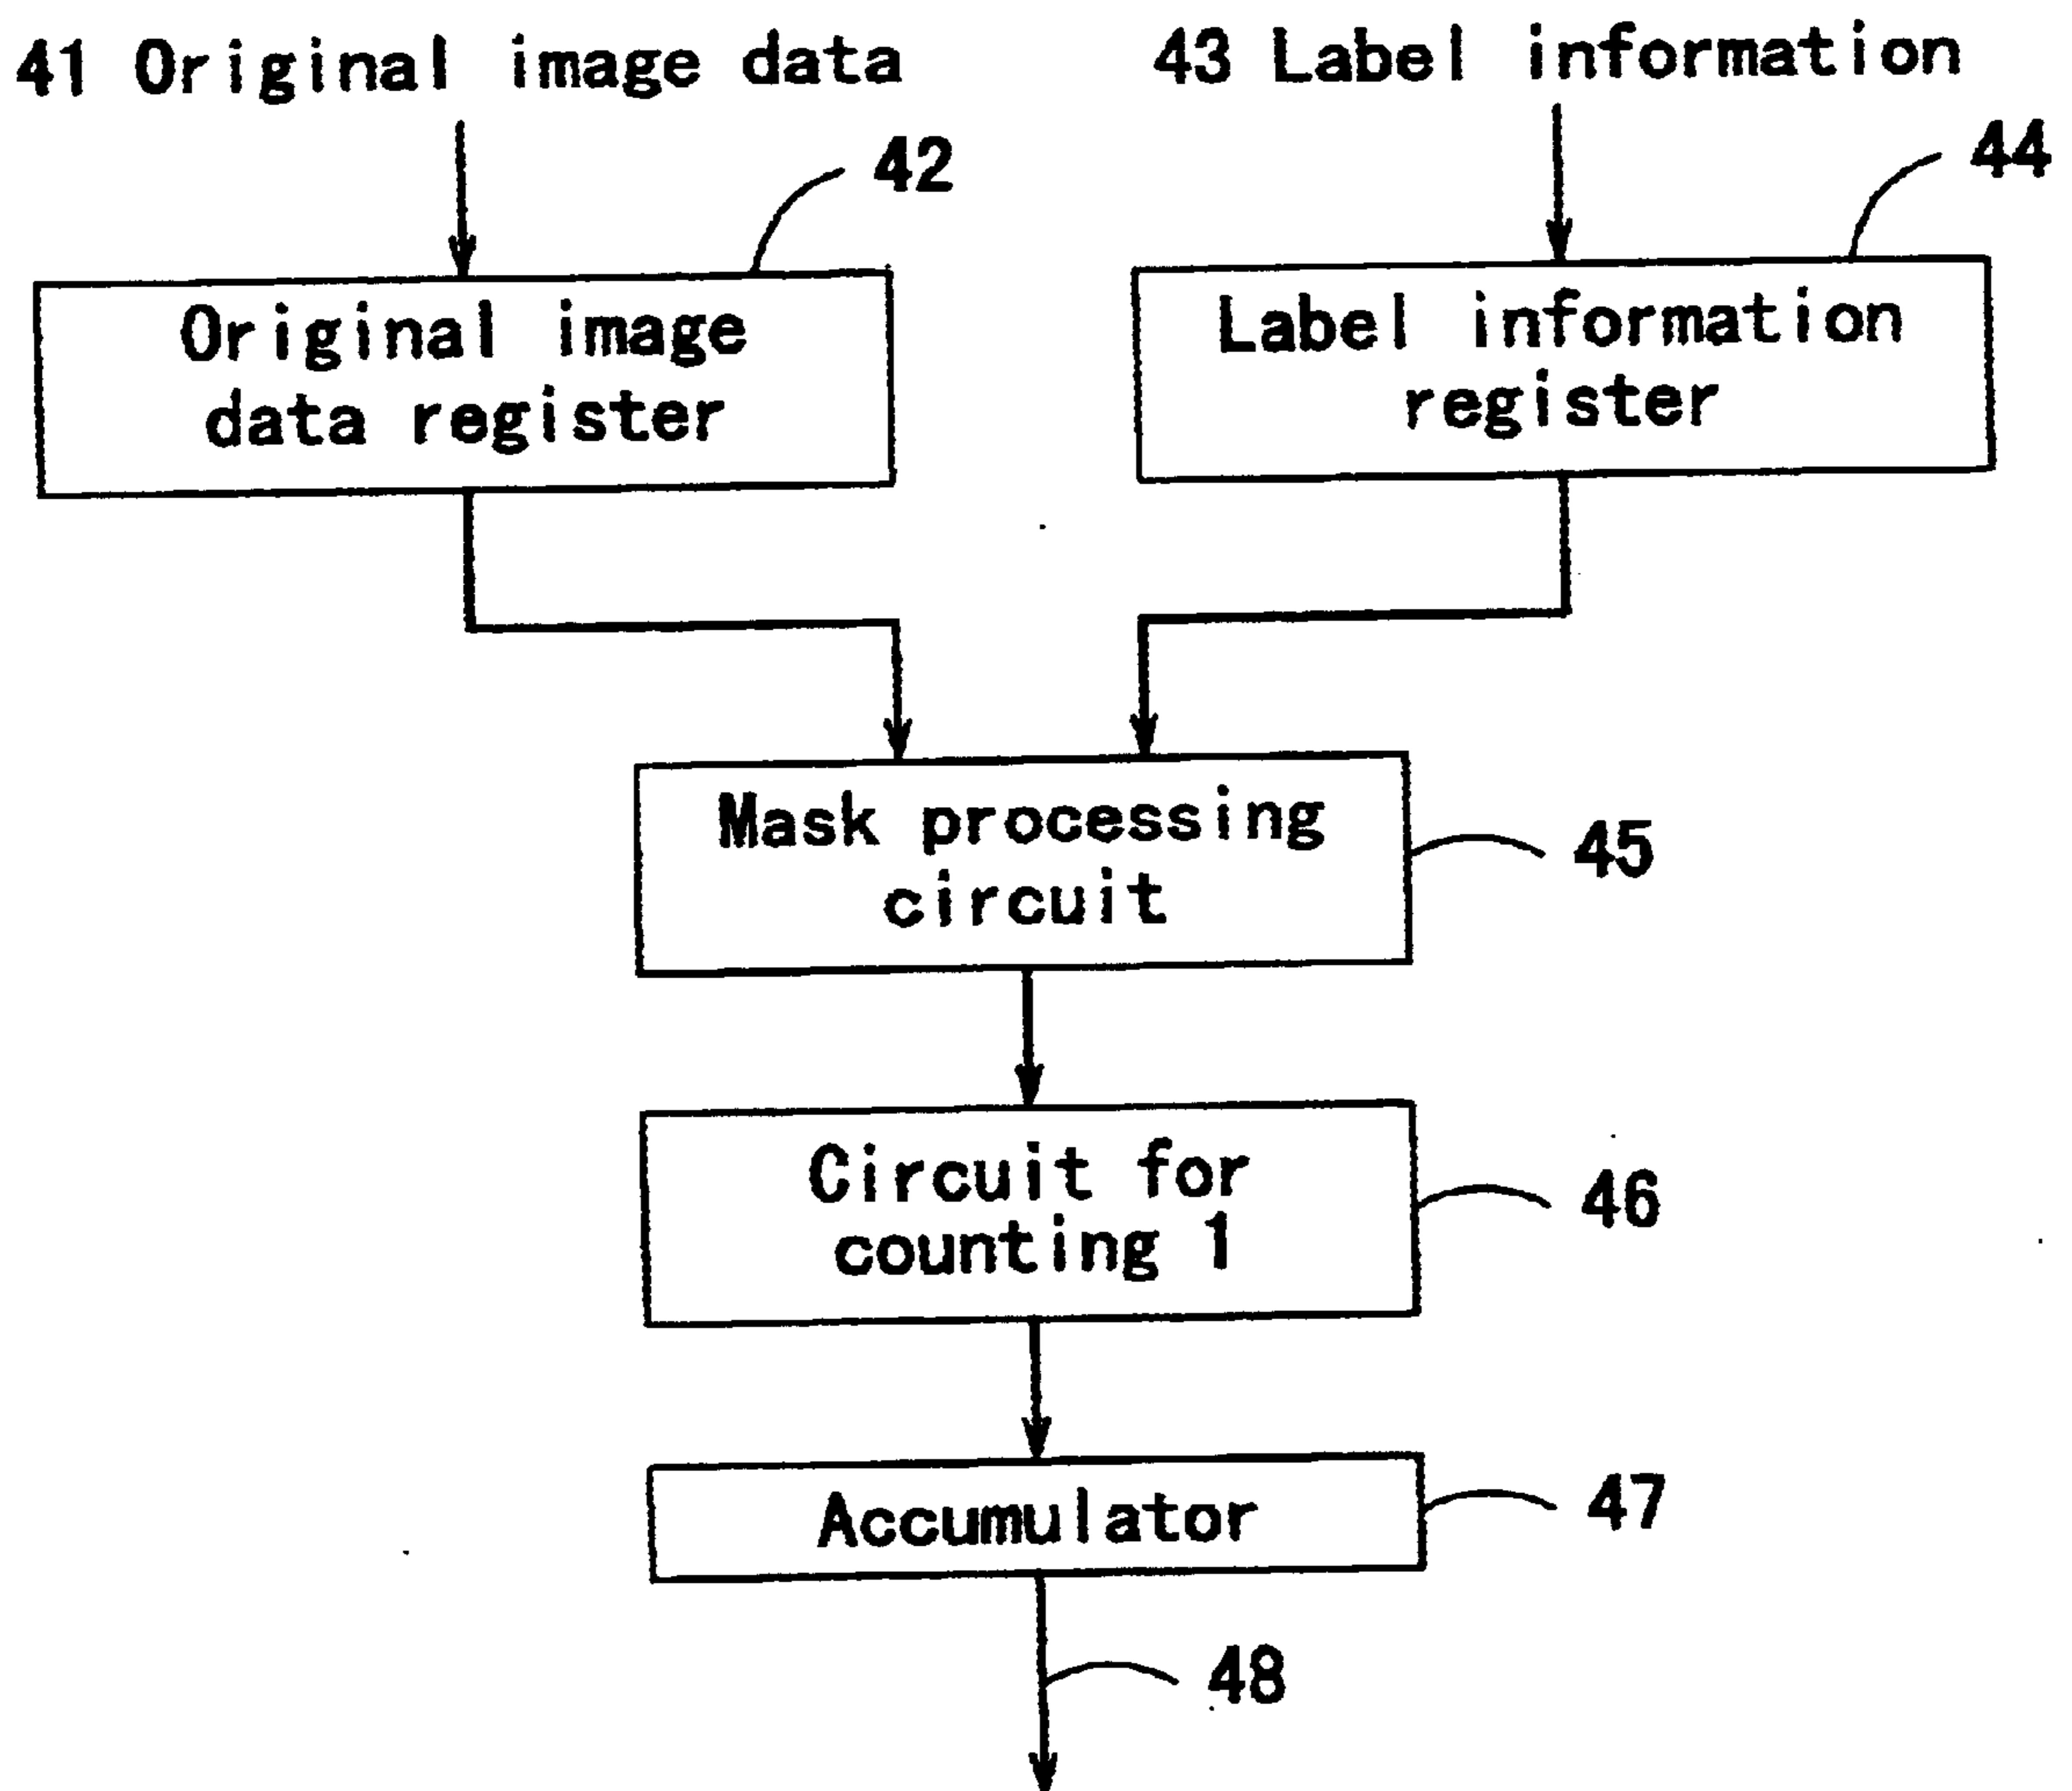 41 Original image data
43 Label information
42
44
Original image
data register
Label information
register
Mask processing
circuit
45
Circuit for
counting 1
46
Accumulator
47
48